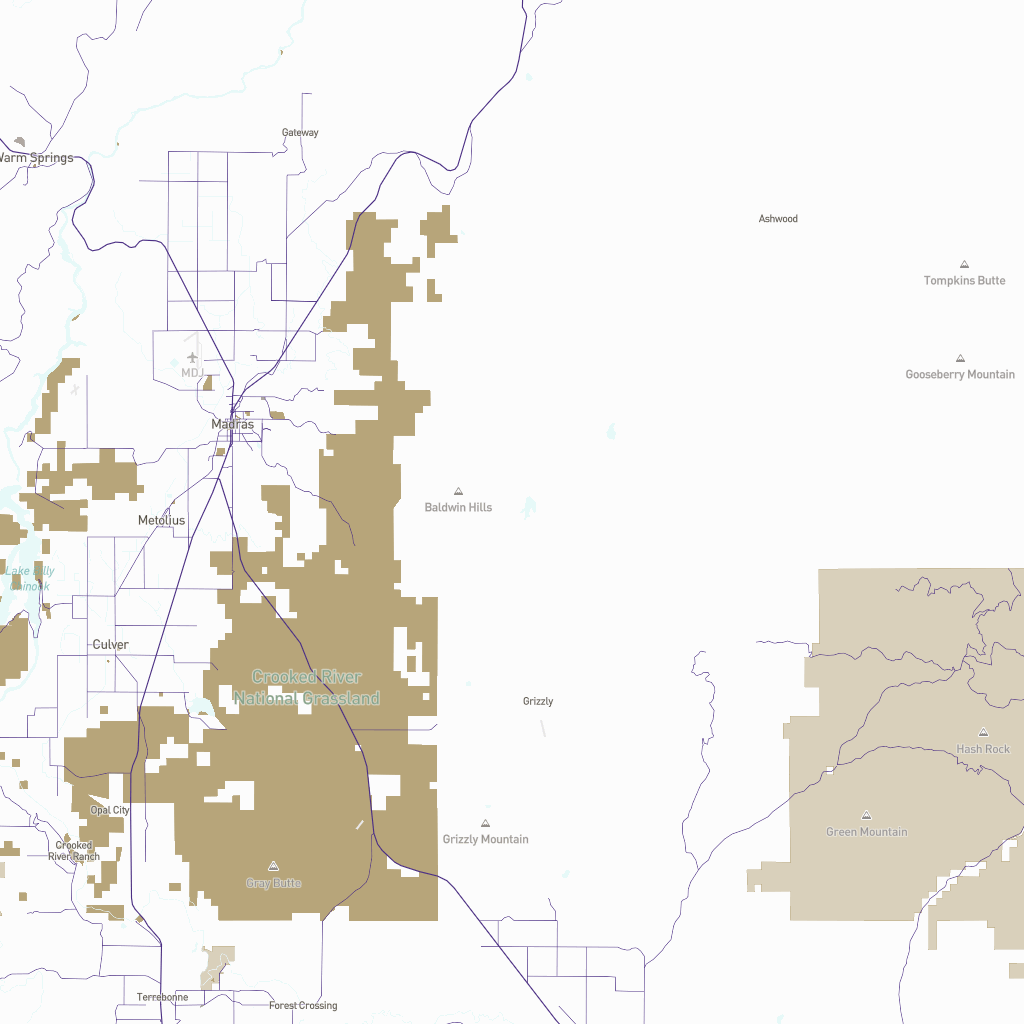 Gateway
Warm Springs
Ashwood
Tompkins Butte
Gooseberry Mountain
MDJ
Madras
Baldwin Hills
Metolius
Lake Billy
Chinook
Culver
Crooked River
National Grassland
Grizzly
Hash Rock
Opal City
Green Mountain
Grizzly Mountain
Crooked
River Ranch
Gray Butte
Terrebonne
Forest Crossing